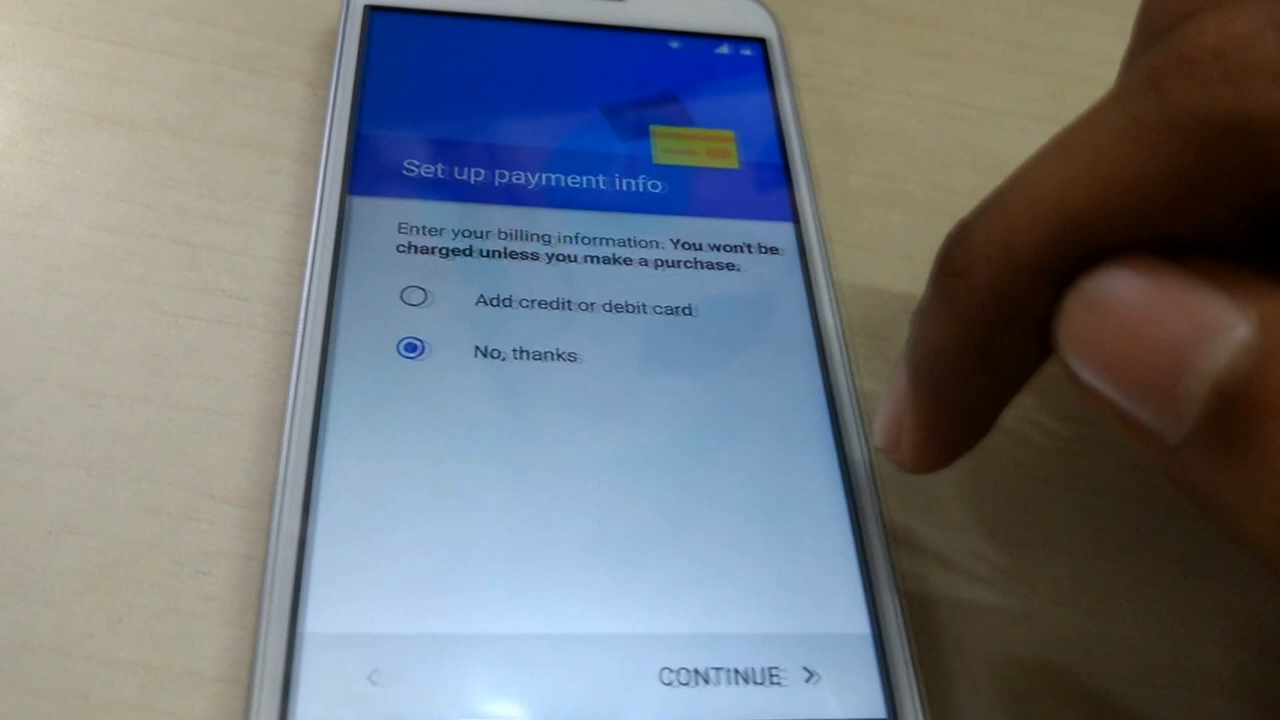 Set up payment info
Enter your billing information. You won't be
charged unless you make a purchase.
Add credit or debit card
No, thanks
CONTINUE